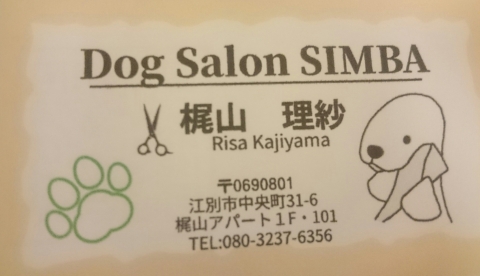 Dog Salon SIMBA
梶山　理紗
Risa Kajiyama
〒0690801
江別市中央町31-6
梶山アパート１F・101
TEL:080-3237-6356